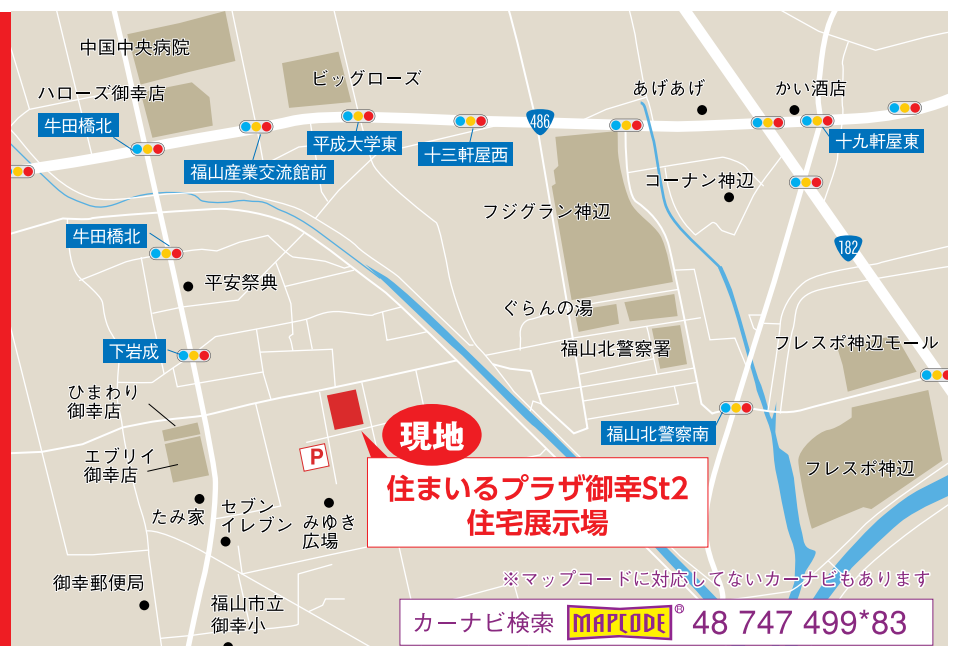 中国中央病院
ビッグローズ
ハローズ御幸店
あげあげ
かい酒店
牛田橋北
486
平成大学東
十三軒屋西
十九軒屋東
福山産業交流館前
コーナン神辺
フジグラン神辺
牛田橋北
182
平安祭典
ぐらんの湯
下岩成
福山北警察署
フレスポ神辺モール
ひまわり
御幸店
現地
福山北警察南
エブリイ
御幸店
P
フレスポ神辺
住まいるプラザ御幸St2
住宅展示場
たみ家
セブン
イレブン
みゆき
広場
御幸郵便局
福山市立
御幸小
※マップコードに対応してないカーナビもあります
カーナビ検索 MAPCODE® 48 747 499*83